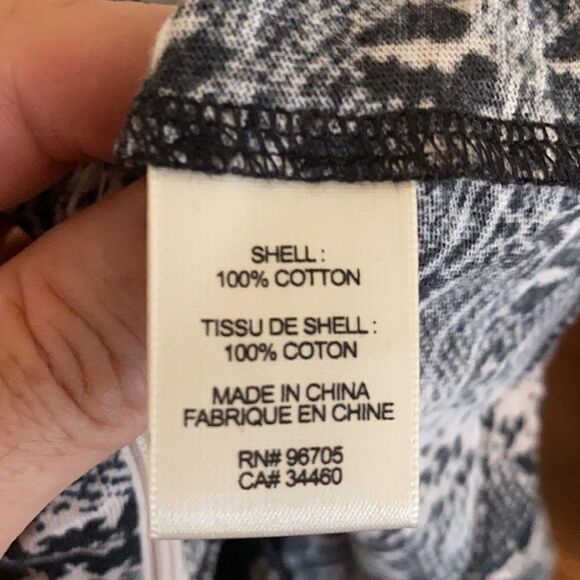 SHELL :
100% COTTON
TISSU DE SHELL :
100% COTON
MADE IN CHINA
FABRIQUE EN CHINE
RN# 96705
CA# 34460